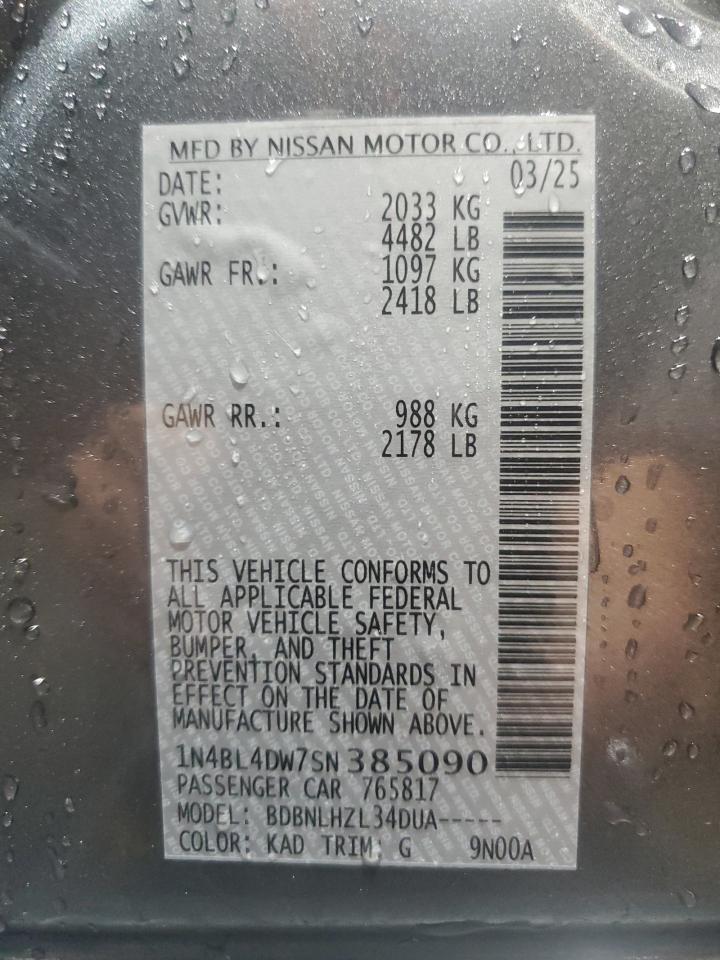 MFD BY NISSAN MOTOR CO., LTD.
DATE: 03/25
GVWR: 2033 KG
4482 LB
GAWR FR.: 1097 KG
2418 LB
GAWR RR.: 988 KG
2178 LB
THIS VEHICLE CONFORMS TO
ALL APPLICABLE FEDERAL
MOTOR VEHICLE SAFETY,
BUMPER, AND THEFT
PREVENTION STANDARDS IN
EFFECT ON THE DATE OF
MANUFACTURE SHOWN ABOVE.
1N4BL4DW7SN385090
PASSENGER CAR 765817
MODEL: BDBNLHZL34DUA-----
COLOR: KAD TRIM: G 9N00A